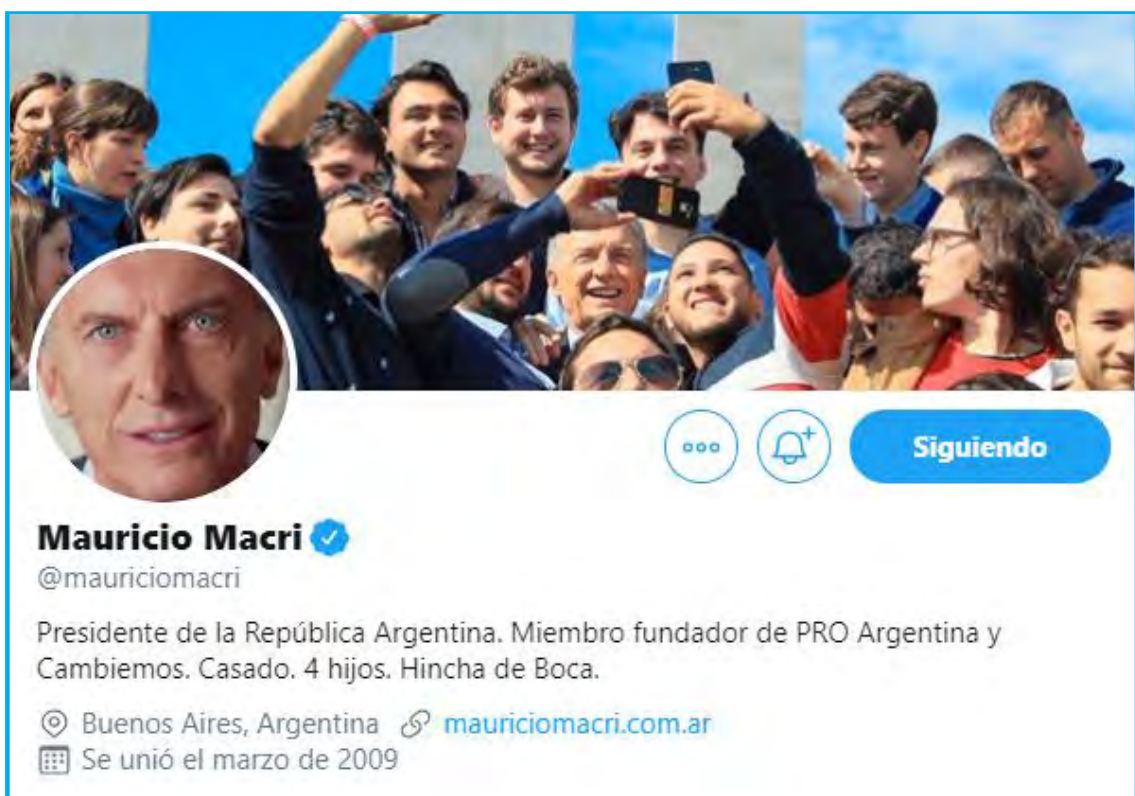 Siguiendo
Mauricio Macri
@mauriciomacri
Presidente de la República Argentina. Miembro fundador de PRO Argentina y
Cambiemos. Casado. 4 hijos. Hincha de Boca.
Buenos Aires, Argentina mauriciomacri.com.ar
Se unió el marzo de 2009